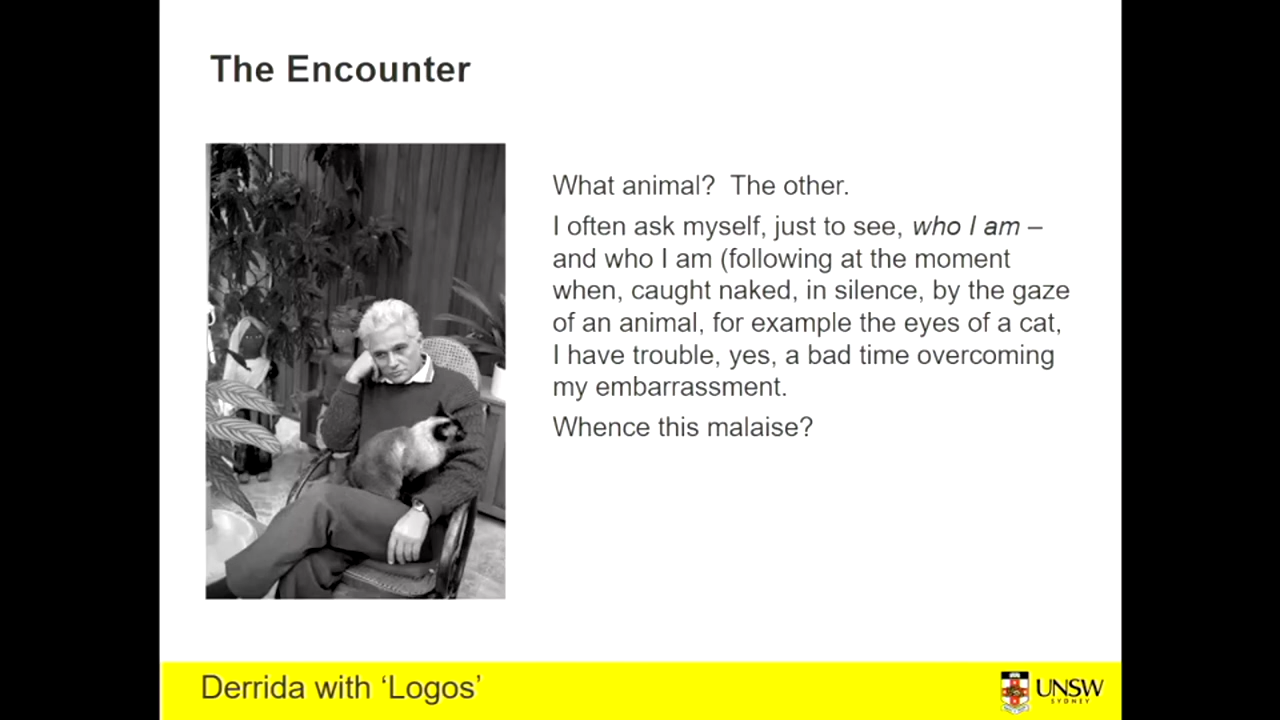 The Encounter
What animal?  The other.
I often ask myself, just to see, who I am –
and who I am (following at the moment
when, caught naked, in silence, by the gaze
of an animal, for example the eyes of a cat,
I have trouble, yes, a bad time overcoming
my embarrassment.
Whence this malaise?
Derrida with ‘Logos’
UNSW
SYDNEY